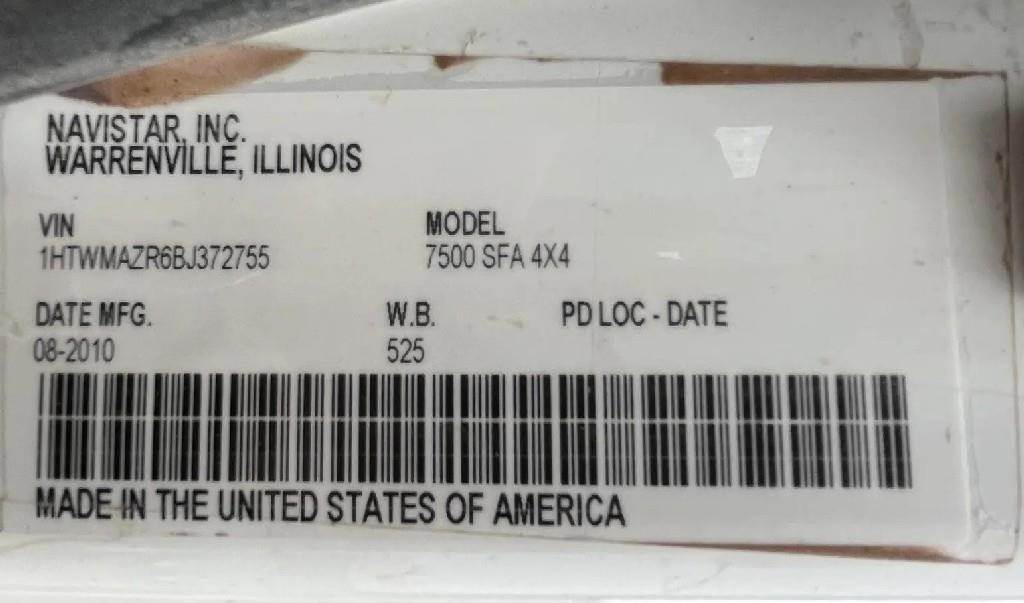 NAVISTAR, INC.
WARRENVILLE, ILLINOIS
VIN MODEL
1HTWMAZR6BJ372755 7500 SFA 4X4
DATE MFG. W.B. PD LOC - DATE
08-2010 525
MADE IN THE UNITED STATES OF AMERICA